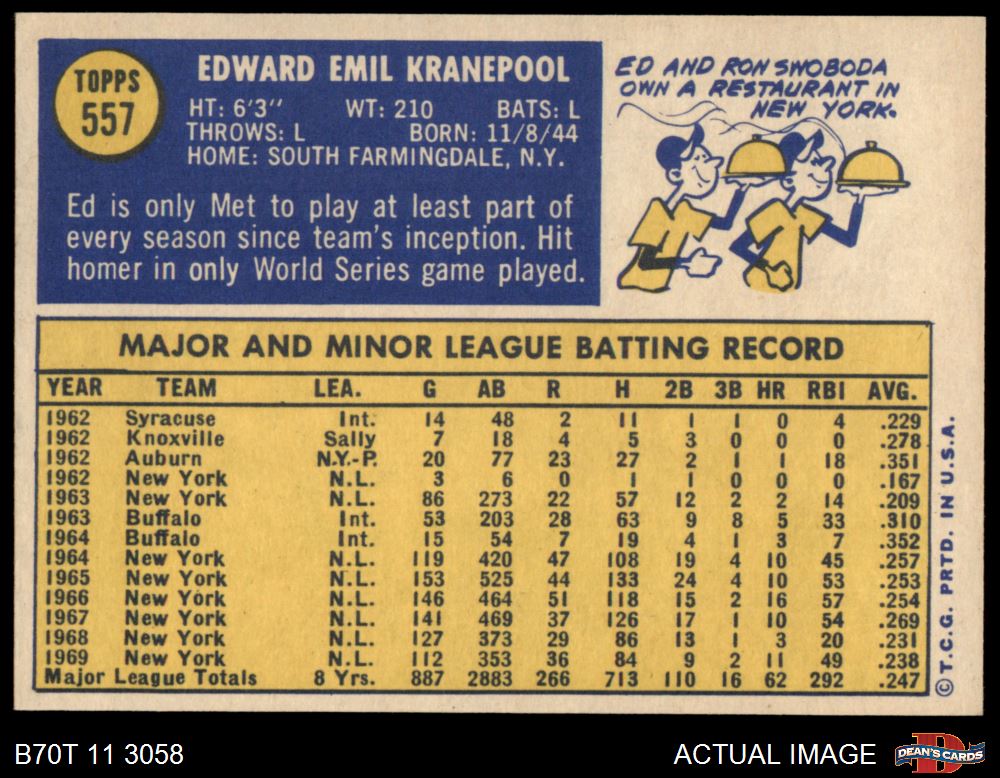 TOPPS
557
EDWARD EMIL KRANEPOOL
HT: 6'3" WT: 210 BATS: L
THROWS: L BORN: 11/8/44
HOME: SOUTH FARMINGDALE, N.Y.
Ed is only Met to play at least part of
every season since team's inception. Hit
homer in only World Series game played.
ED AND RON SWOBODA
OWN A RESTAURANT IN
NEW YORK.
MAJOR AND MINOR LEAGUE BATTING RECORD
YEAR TEAM LEA. G AB R H 2B 3B HR RBI AVG.
1962 Syracuse Int. 14 48 2 11 1 1 0 4 .229
1962 Knoxville Sally 7 18 4 5 3 0 0 0 .278
1962 Auburn N.Y.-P. 20 77 23 27 2 1 1 18 .351
1962 New York N.L. 3 6 0 1 1 0 0 0 .167
1963 New York N.L. 86 273 22 57 12 2 2 14 .209
1963 Buffalo Int. 53 203 28 63 9 8 5 33 .310
1964 Buffalo Int. 15 54 7 19 4 1 3 7 .352
1964 New York N.L. 119 420 47 108 19 4 10 45 .257
1965 New York N.L. 153 525 44 133 24 4 10 53 .253
1966 New York N.L. 146 464 51 118 15 2 16 57 .254
1967 New York N.L. 141 469 37 126 17 1 10 54 .269
1968 New York N.L. 127 373 29 86 13 1 3 20 .231
1969 New York N.L. 112 353 36 84 9 2 11 49 .238
Major League Totals 8 Yrs. 887 2883 266 713 110 16 62 292 .247
© T.C.G. PRTD. IN U.S.A.
B70T 11 3058
ACTUAL IMAGE
DEAN'S CARDS